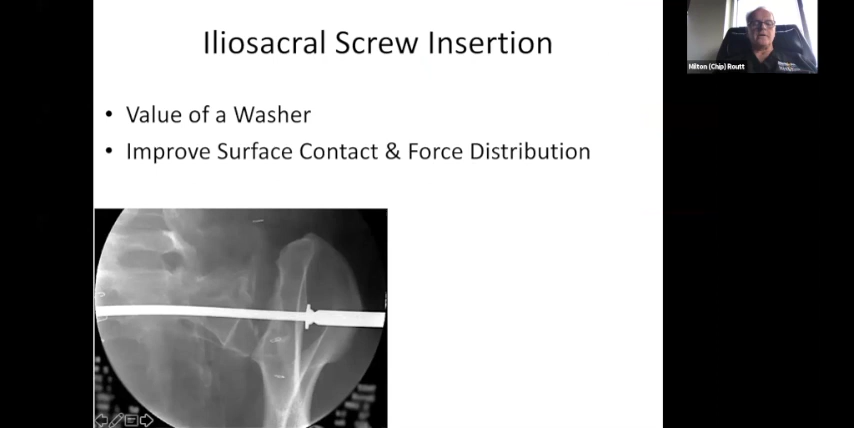 Iliosacral Screw Insertion
• Value of a Washer
• Improve Surface Contact & Force Distribution
Milton (Chip) Routt